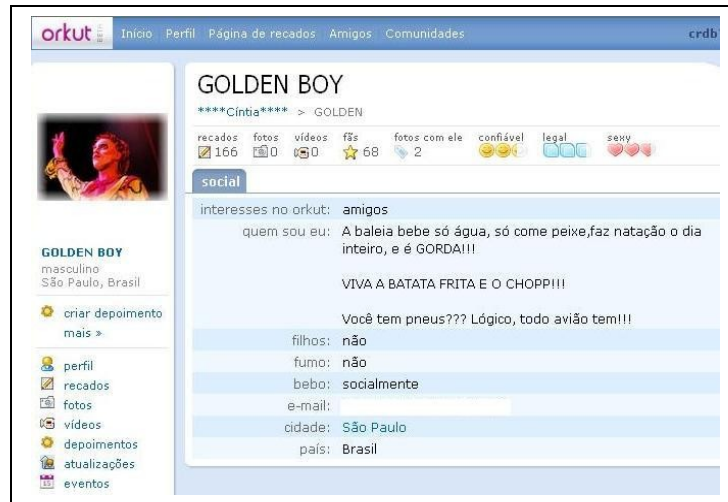 orkut BETA
Início Perfil Página de recados Amigos Comunidades
crdb
GOLDEN BOY
****Cíntia**** > GOLDEN
recados fotos vídeos fãs fotos com ele confiável legal sexy
166 0 0 68 2
social
interesses no orkut: amigos
quem sou eu: A baleia bebe só água, só come peixe,faz natação o dia
inteiro, e é GORDA!!!
VIVA A BATATA FRITA E O CHOPP!!!
Você tem pneus??? Lógico, todo avião tem!!!
filhos: não
fumo: não
bebo: socialmente
e-mail:
cidade: São Paulo
país: Brasil
GOLDEN BOY
masculino
São Paulo, Brasil
criar depoimento
mais »
perfil
recados
fotos
vídeos
depoimentos
atualizações
eventos